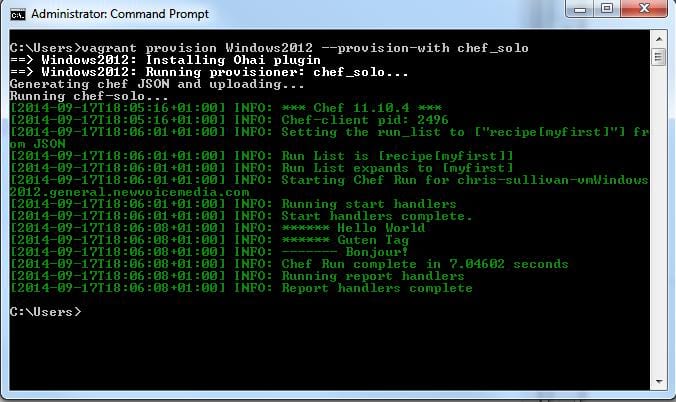 Administrator: Command Prompt
C:\Users>vagrant provision Windows2012 --provision-with chef_solo
==> Windows2012: Installing Ohai plugin
==> Windows2012: Running provisioner: chef_solo...
Generating chef JSON and uploading...
Running chef-solo...
[2014-09-17T18:05:16+01:00] INFO: *** Chef 11.10.4 ***
[2014-09-17T18:05:16+01:00] INFO: Chef-client pid: 2496
[2014-09-17T18:06:01+01:00] INFO: Setting the run_list to ["recipe[myfirst]"] fr
om JSON
[2014-09-17T18:06:01+01:00] INFO: Run List is [recipe[myfirst]]
[2014-09-17T18:06:01+01:00] INFO: Run List expands to [myfirst]
[2014-09-17T18:06:01+01:00] INFO: Starting Chef Run for chris-sullivan-vmWindows
2012.general.newvoicemedia.com
[2014-09-17T18:06:01+01:00] INFO: Running start handlers
[2014-09-17T18:06:01+01:00] INFO: Start handlers complete.
[2014-09-17T18:06:08+01:00] INFO: ****** Hello World
[2014-09-17T18:06:08+01:00] INFO: ****** Guten Tag
[2014-09-17T18:06:08+01:00] INFO: ------- Bonjour!
[2014-09-17T18:06:08+01:00] INFO: Chef Run complete in 7.04602 seconds
[2014-09-17T18:06:08+01:00] INFO: Running report handlers
[2014-09-17T18:06:08+01:00] INFO: Report handlers complete
C:\Users>